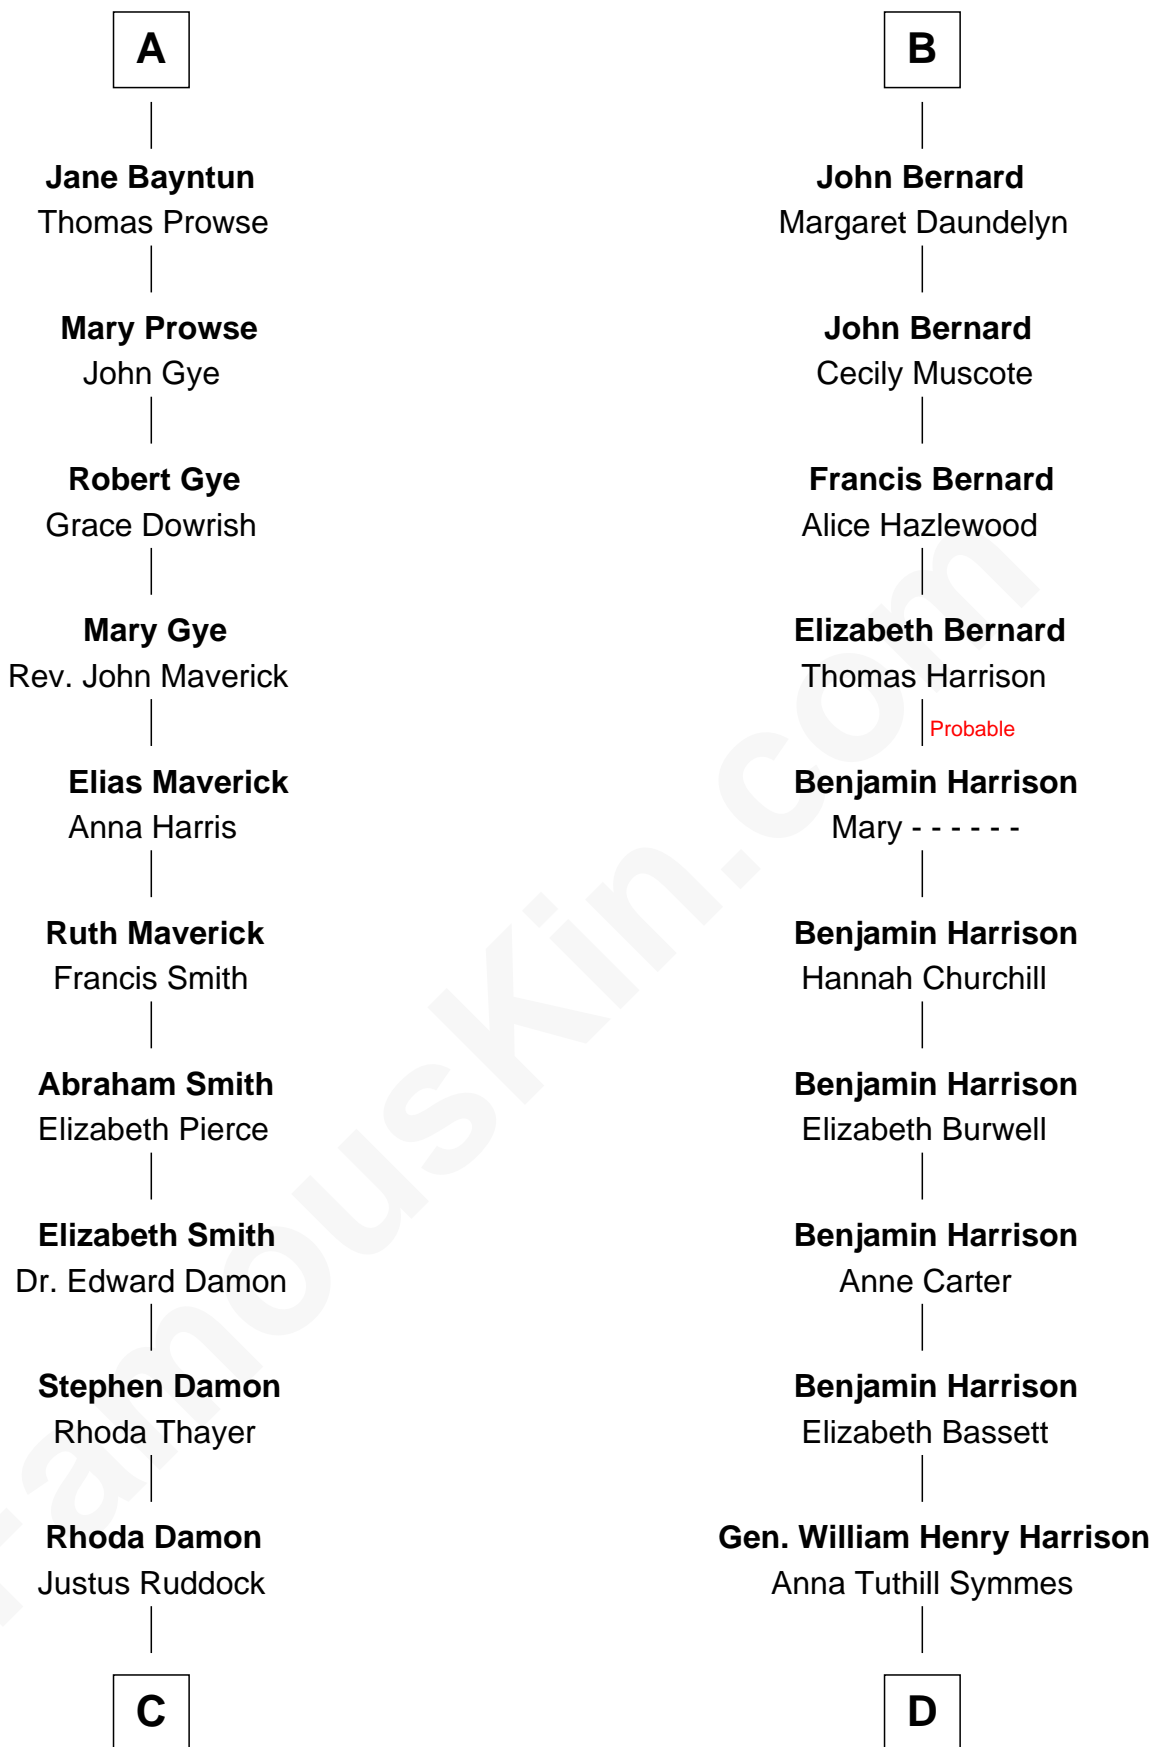 A
Jane Bayntun
Thomas Prowse
Mary Prowse
John Gye
Robert Gye
Grace Dowrish
Mary Gye
Rev. John Maverick
Elias Maverick
Anna Harris
Ruth Maverick
Francis Smith
Abraham Smith
Elizabeth Pierce
Elizabeth Smith
Dr. Edward Damon
Stephen Damon
Rhoda Thayer
Rhoda Damon
Justus Ruddock
C
B
John Bernard
Margaret Daundelyn
John Bernard
Cecily Muscote
Francis Bernard
Alice Hazlewood
Elizabeth Bernard
Thomas Harrison
Probable
Benjamin Harrison
Mary - - - - - -
Benjamin Harrison
Hannah Churchill
Benjamin Harrison
Elizabeth Burwell
Benjamin Harrison
Anne Carter
Benjamin Harrison
Elizabeth Bassett
Gen. William Henry Harrison
Anna Tuthill Symmes
D
FamousKin.com